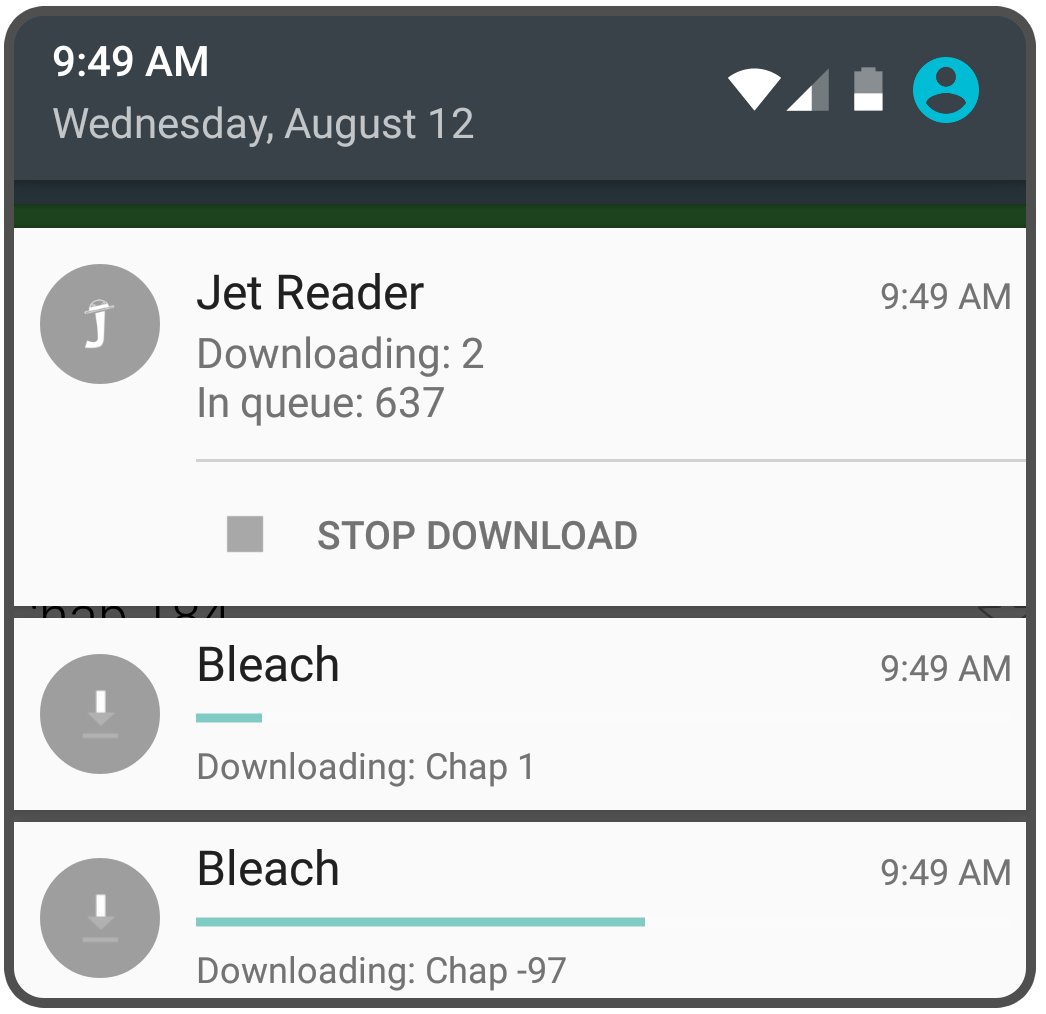 9:49 AM
Wednesday, August 12
Jet Reader
9:49 AM
Downloading: 2
In queue: 637
STOP DOWNLOAD
Bleach
9:49 AM
Downloading: Chap 1
Bleach
9:49 AM
Downloading: Chap -97